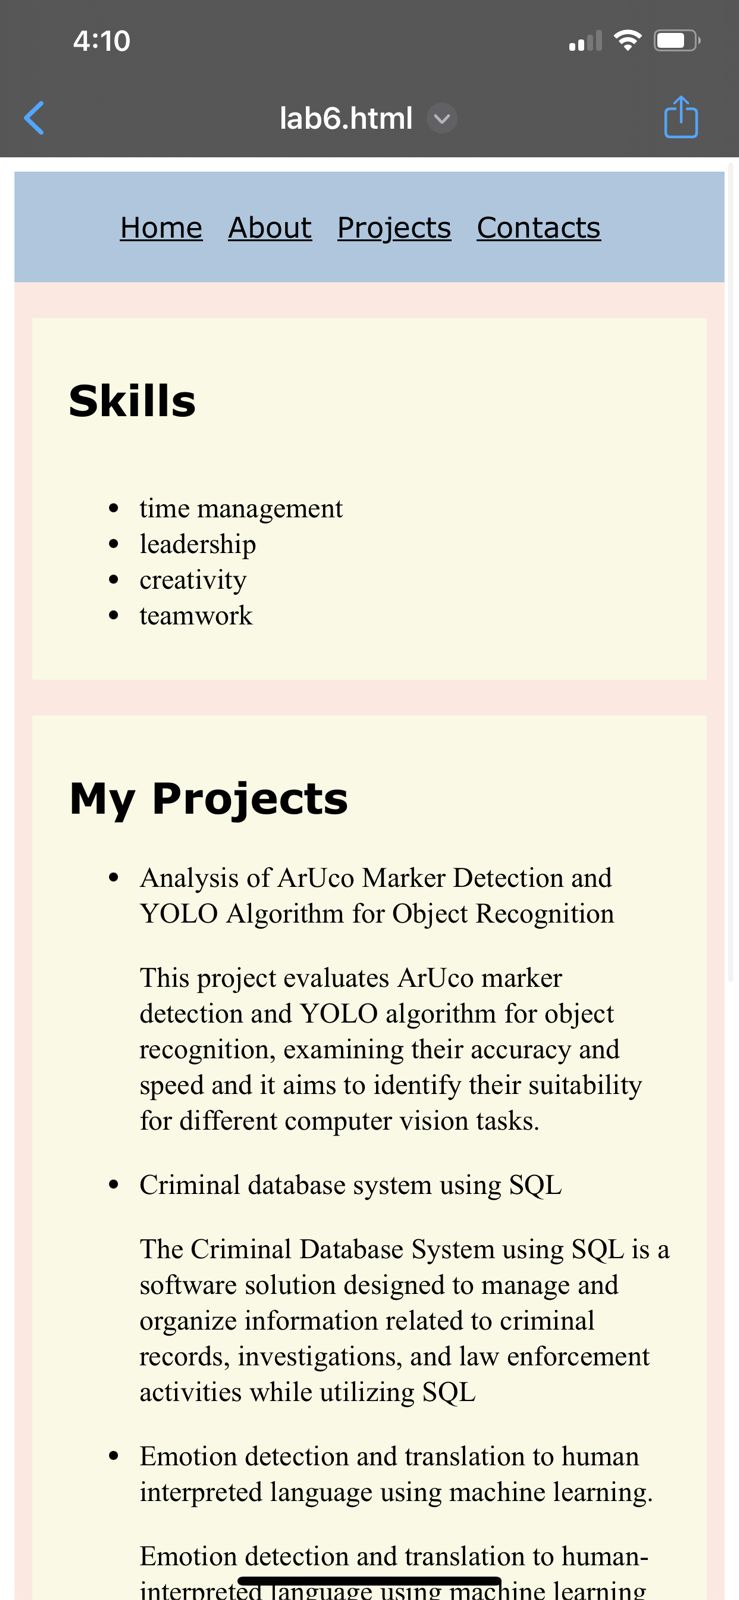 4:10
lab6.html
Home About Projects Contacts
Skills
• time management
• leadership
• creativity
• teamwork
My Projects
• Analysis of ArUco Marker Detection and
YOLO Algorithm for Object Recognition
This project evaluates ArUco marker
detection and YOLO algorithm for object
recognition, examining their accuracy and
speed and it aims to identify their suitability
for different computer vision tasks.
• Criminal database system using SQL
The Criminal Database System using SQL is a
software solution designed to manage and
organize information related to criminal
records, investigations, and law enforcement
activities while utilizing SQL
• Emotion detection and translation to human
interpreted language using machine learning.
Emotion detection and translation to human-
interpreted language using machine learning